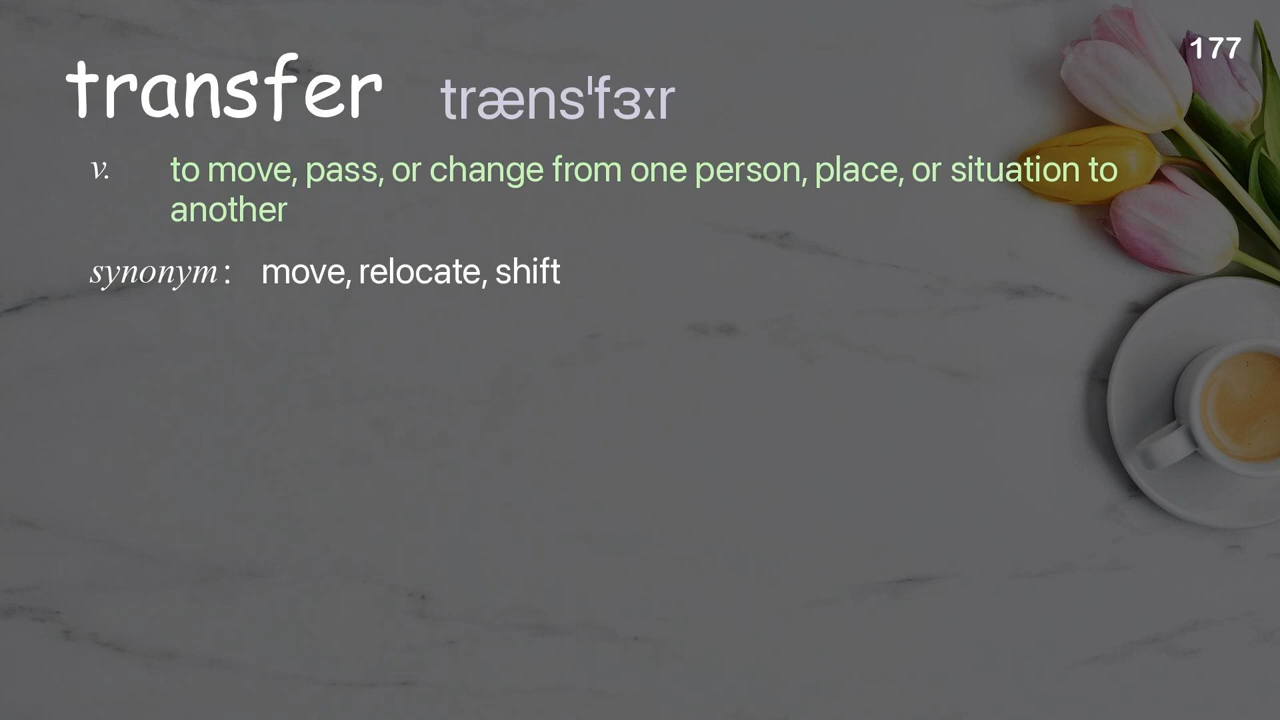 177
transfer trænsˈfɜːr
v. to move, pass, or change from one person, place, or situation to
another
synonym: move, relocate, shift